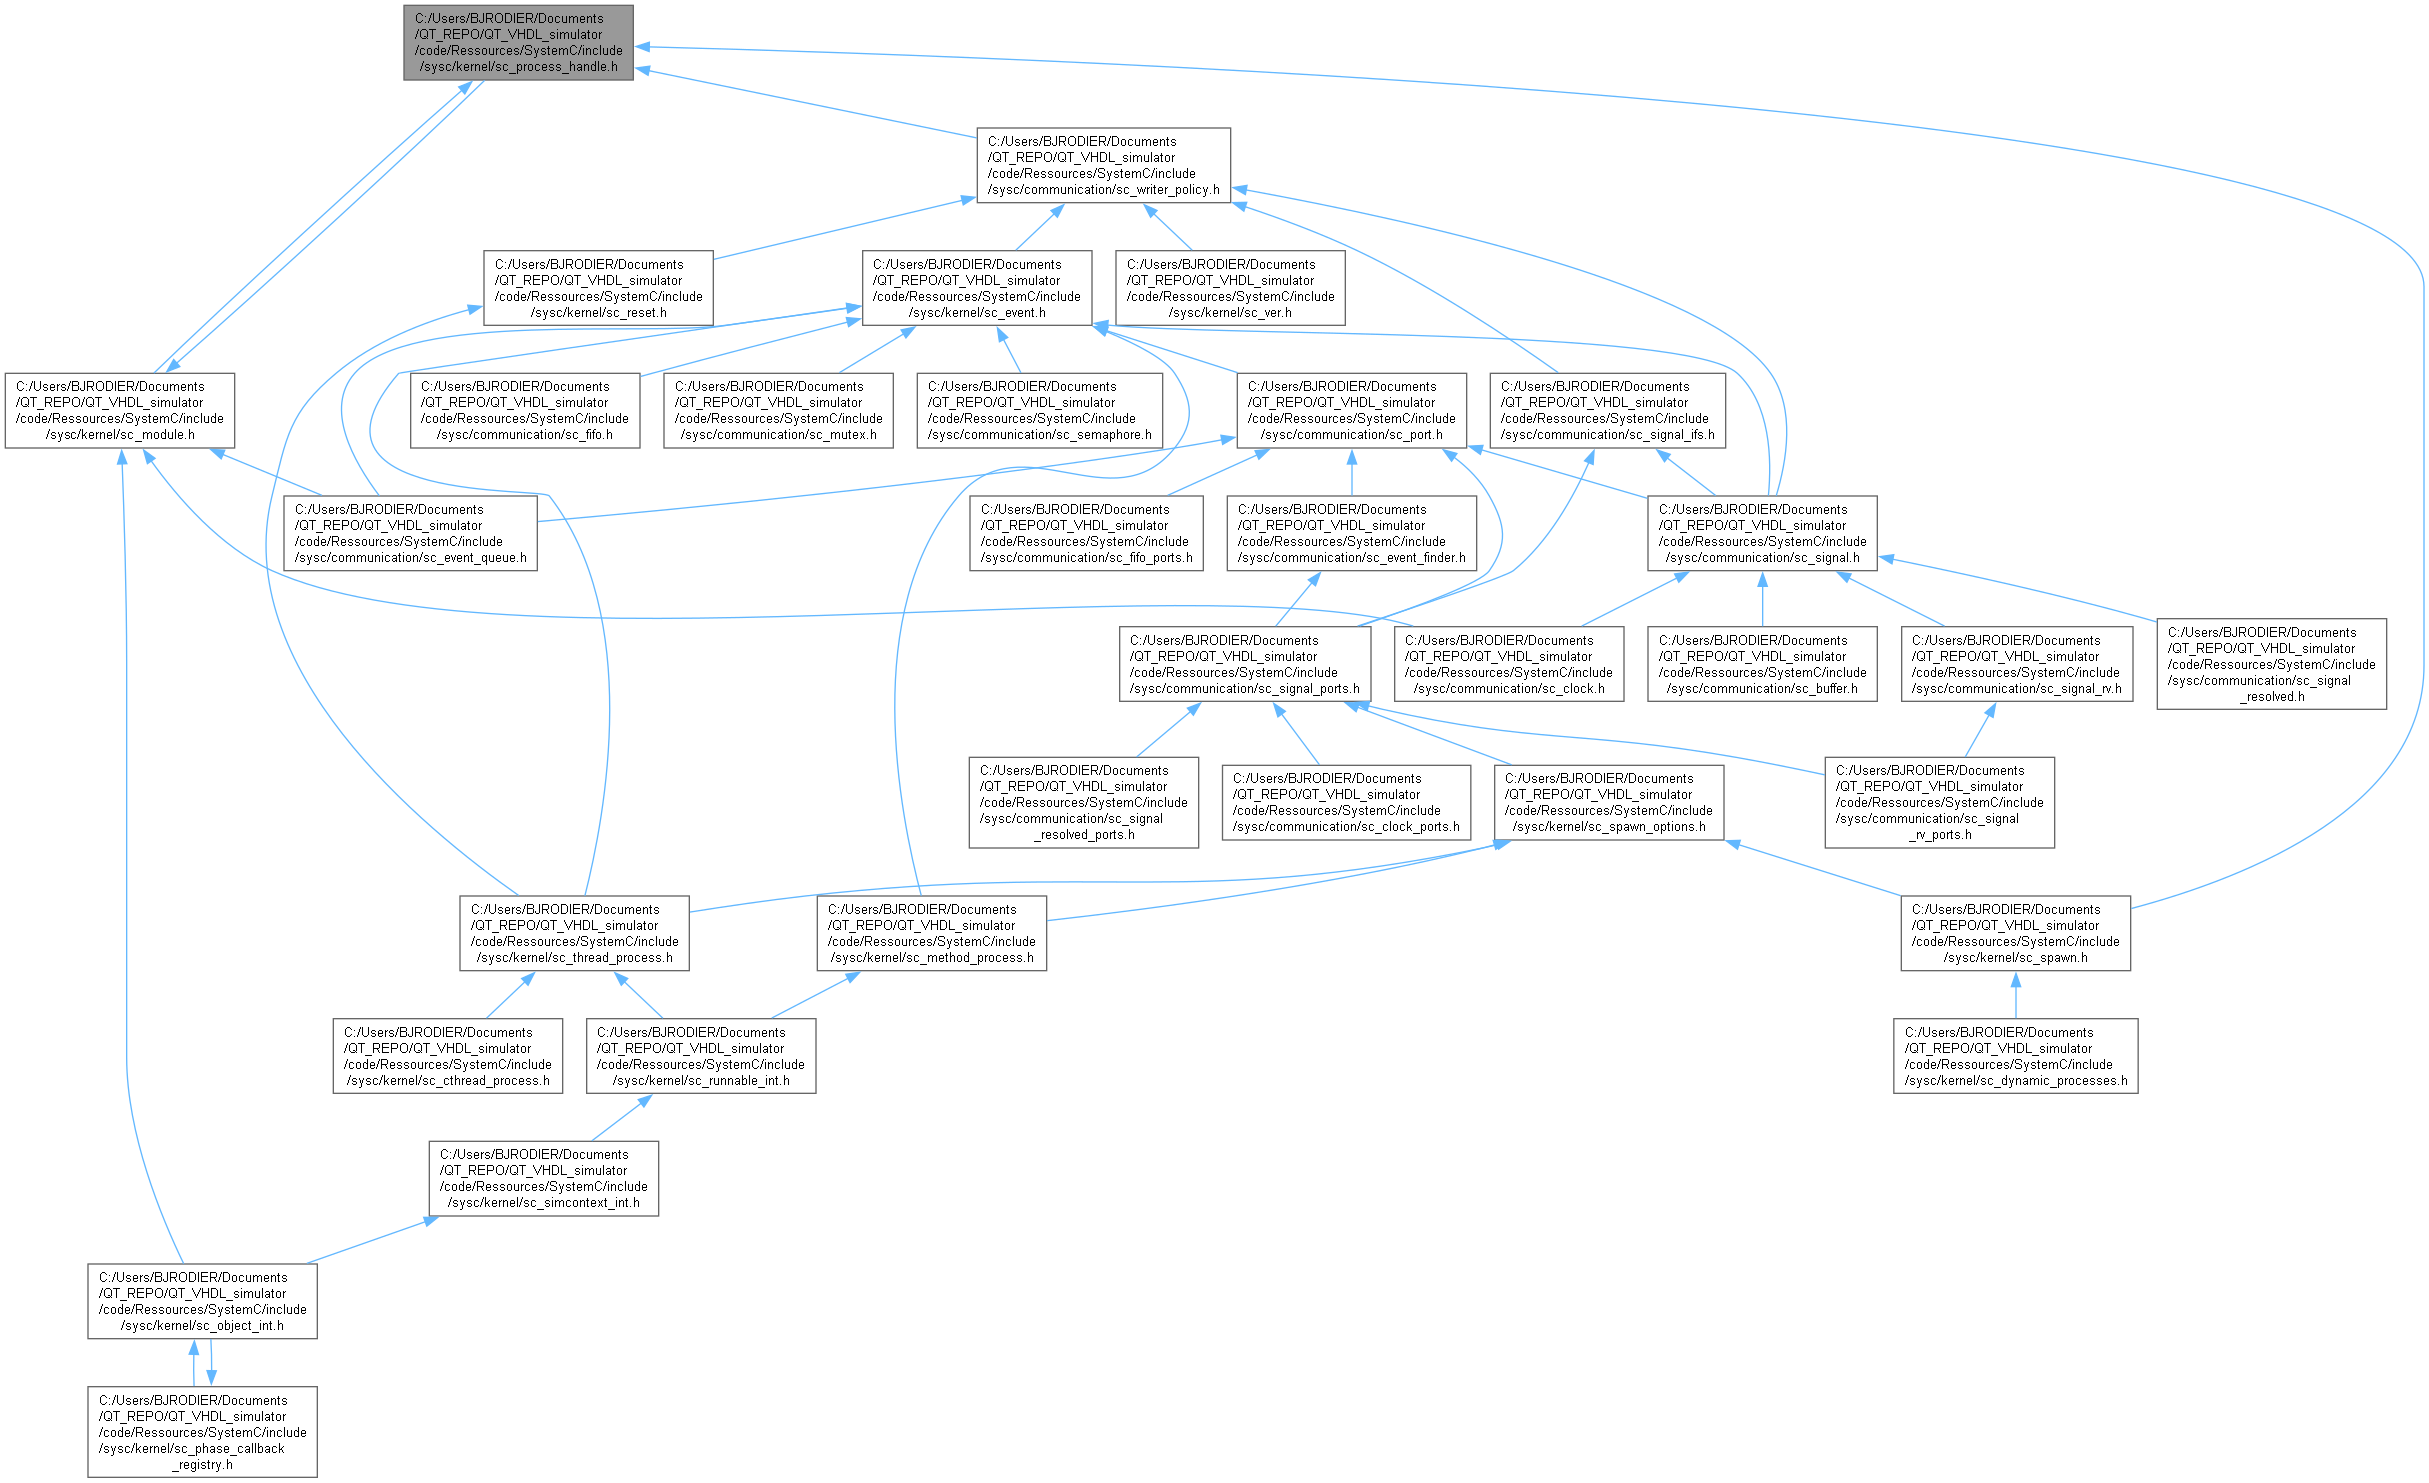 C:/Users/BJRODIER/Documents
/QT_REPO/QT_VHDL_simulator
/code/Ressources/SystemC/include
/sysc/kernel/sc_process_handle.h
C:/Users/BJRODIER/Documents
/QT_REPO/QT_VHDL_simulator
/code/Ressources/SystemC/include
/sysc/communication/sc_writer_policy.h
C:/Users/BJRODIER/Documents
/QT_REPO/QT_VHDL_simulator
/code/Ressources/SystemC/include
/sysc/kernel/sc_reset.h
C:/Users/BJRODIER/Documents
/QT_REPO/QT_VHDL_simulator
/code/Ressources/SystemC/include
/sysc/kernel/sc_event.h
C:/Users/BJRODIER/Documents
/QT_REPO/QT_VHDL_simulator
/code/Ressources/SystemC/include
/sysc/kernel/sc_ver.h
C:/Users/BJRODIER/Documents
/QT_REPO/QT_VHDL_simulator
/code/Ressources/SystemC/include
/sysc/kernel/sc_module.h
C:/Users/BJRODIER/Documents
/QT_REPO/QT_VHDL_simulator
/code/Ressources/SystemC/include
/sysc/communication/sc_fifo.h
C:/Users/BJRODIER/Documents
/QT_REPO/QT_VHDL_simulator
/code/Ressources/SystemC/include
/sysc/communication/sc_mutex.h
C:/Users/BJRODIER/Documents
/QT_REPO/QT_VHDL_simulator
/code/Ressources/SystemC/include
/sysc/communication/sc_semaphore.h
C:/Users/BJRODIER/Documents
/QT_REPO/QT_VHDL_simulator
/code/Ressources/SystemC/include
/sysc/communication/sc_port.h
C:/Users/BJRODIER/Documents
/QT_REPO/QT_VHDL_simulator
/code/Ressources/SystemC/include
/sysc/communication/sc_signal_ifs.h
C:/Users/BJRODIER/Documents
/QT_REPO/QT_VHDL_simulator
/code/Ressources/SystemC/include
/sysc/communication/sc_event_queue.h
C:/Users/BJRODIER/Documents
/QT_REPO/QT_VHDL_simulator
/code/Ressources/SystemC/include
/sysc/communication/sc_fifo_ports.h
C:/Users/BJRODIER/Documents
/QT_REPO/QT_VHDL_simulator
/code/Ressources/SystemC/include
/sysc/communication/sc_event_finder.h
C:/Users/BJRODIER/Documents
/QT_REPO/QT_VHDL_simulator
/code/Ressources/SystemC/include
/sysc/communication/sc_signal.h
C:/Users/BJRODIER/Documents
/QT_REPO/QT_VHDL_simulator
/code/Ressources/SystemC/include
/sysc/communication/sc_signal_ports.h
C:/Users/BJRODIER/Documents
/QT_REPO/QT_VHDL_simulator
/code/Ressources/SystemC/include
/sysc/communication/sc_clock.h
C:/Users/BJRODIER/Documents
/QT_REPO/QT_VHDL_simulator
/code/Ressources/SystemC/include
/sysc/communication/sc_buffer.h
C:/Users/BJRODIER/Documents
/QT_REPO/QT_VHDL_simulator
/code/Ressources/SystemC/include
/sysc/communication/sc_signal_rv.h
C:/Users/BJRODIER/Documents
/QT_REPO/QT_VHDL_simulator
/code/Ressources/SystemC/include
/sysc/communication/sc_signal
_resolved.h
C:/Users/BJRODIER/Documents
/QT_REPO/QT_VHDL_simulator
/code/Ressources/SystemC/include
/sysc/communication/sc_signal
_resolved_ports.h
C:/Users/BJRODIER/Documents
/QT_REPO/QT_VHDL_simulator
/code/Ressources/SystemC/include
/sysc/communication/sc_clock_ports.h
C:/Users/BJRODIER/Documents
/QT_REPO/QT_VHDL_simulator
/code/Ressources/SystemC/include
/sysc/kernel/sc_spawn_options.h
C:/Users/BJRODIER/Documents
/QT_REPO/QT_VHDL_simulator
/code/Ressources/SystemC/include
/sysc/communication/sc_signal
_rv_ports.h
C:/Users/BJRODIER/Documents
/QT_REPO/QT_VHDL_simulator
/code/Ressources/SystemC/include
/sysc/kernel/sc_thread_process.h
C:/Users/BJRODIER/Documents
/QT_REPO/QT_VHDL_simulator
/code/Ressources/SystemC/include
/sysc/kernel/sc_method_process.h
C:/Users/BJRODIER/Documents
/QT_REPO/QT_VHDL_simulator
/code/Ressources/SystemC/include
/sysc/kernel/sc_spawn.h
C:/Users/BJRODIER/Documents
/QT_REPO/QT_VHDL_simulator
/code/Ressources/SystemC/include
/sysc/kernel/sc_cthread_process.h
C:/Users/BJRODIER/Documents
/QT_REPO/QT_VHDL_simulator
/code/Ressources/SystemC/include
/sysc/kernel/sc_runnable_int.h
C:/Users/BJRODIER/Documents
/QT_REPO/QT_VHDL_simulator
/code/Ressources/SystemC/include
/sysc/kernel/sc_dynamic_processes.h
C:/Users/BJRODIER/Documents
/QT_REPO/QT_VHDL_simulator
/code/Ressources/SystemC/include
/sysc/kernel/sc_simcontext_int.h
C:/Users/BJRODIER/Documents
/QT_REPO/QT_VHDL_simulator
/code/Ressources/SystemC/include
/sysc/kernel/sc_object_int.h
C:/Users/BJRODIER/Documents
/QT_REPO/QT_VHDL_simulator
/code/Ressources/SystemC/include
/sysc/kernel/sc_phase_callback
_registry.h